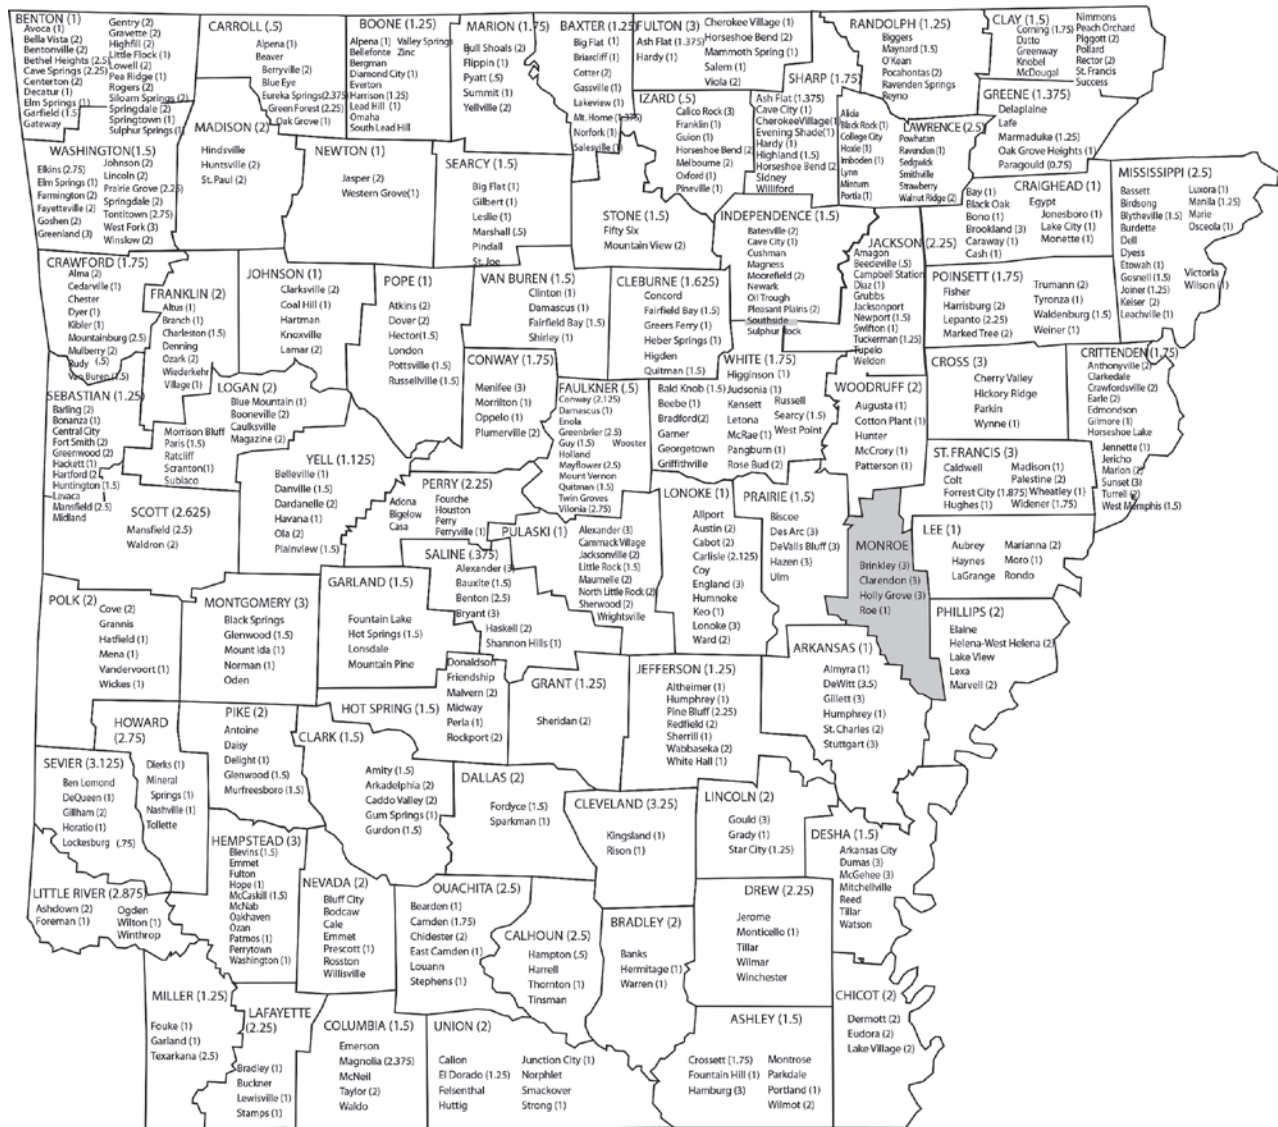 BENTON (1)
Avoca (1)
Bella Vista (2)
Bentonville (2)
Bethel Heights (2.5)
Cave Springs (2.25)
Centerton (2)
Decatur (1)
Elm Springs (1)
Garfield (1.5)
Gateway
Gentry (2)
Gravette (2)
Highfill (2)
Little Flock (1)
Lowell (2)
Pea Ridge (1)
Rogers (2)
Siloam Springs (2)
Springdale (2)
Springtown (1)
Sulphur Springs (1)
CARROLL (.5)
Alpena (1)
Beaver
Berryville (2)
Blue Eye
Eureka Springs(2.375)
Green Forest (2.25)
Oak Grove (1)
BOONE (1.25)
Alpena (1)
Bellefonte
Bergman
Diamond City (1)
Everton
Harrison (1.25)
Lead Hill (1)
Omaha
South Lead Hill
Valley Springs
Zinc
MARION (1.75)
Bull Shoals (2)
Flippin (1)
Pyatt (.5)
Summit (1)
Yellville (2)
BAXTER (1.25)
Big Flat (1)
Briarcliff (1)
Cotter (2)
Gassville (1)
Lakeview (1)
Mt. Home (1.375)
Norfork (1)
Salesville (1)
FULTON (3)
Ash Flat (1.375)
Hardy (1)
Cherokee Village (1)
Horseshoe Bend (2)
Mammoth Spring (1)
Salem (1)
Viola (2)
SHARP (1.75)
Ash Flat (1.375)
Cave City (1)
CherokeeVillage(1)
Evening Shade(1)
Hardy (1)
Highland (1.5)
Horseshoe Bend (2)
Sidney
Williford
RANDOLPH (1.25)
Biggers
Maynard (1.5)
O'Kean
Pocahontas (2)
Ravenden Springs
Reyno
CLAY (1.5)
Corning (1.75)
Datto
Greenway
Knobel
McDougal
Nimmons
Peach Orchard
Piggott (2)
Pollard
Rector (2)
St. Francis
Success
GREENE (1.375)
Delaplaine
Lafe
Marmaduke (1.25)
Oak Grove Heights (1)
Paragould (0.75)
MADISON (2)
Hindsville
Huntsville (2)
St. Paul (2)
WASHINGTON(1.5)
Elkins (2.75)
Elm Springs (1)
Farmington (2)
Fayetteville (2)
Goshen (2)
Greenland (3)
Johnson (2)
Lincoln (2)
Prairie Grove (2.25)
Springdale (2)
Tontitown (2.75)
West Fork (3)
Winslow (2)
NEWTON (1)
Jasper (2)
Western Grove(1)
SEARCY (1.5)
Big Flat (1)
Gilbert (1)
Leslie (1)
Marshall (.5)
Pindall
St. Joe
IZARD (.5)
Calico Rock (3)
Franklin (1)
Guion (1)
Horseshoe Bend (2)
Melbourne (2)
Oxford (1)
Pineville (1)
LAWRENCE (2.5)
Alicia
Black Rock (1)
College City
Hoxie (1)
Imboden (1)
Lynn
Minturn
Portia (1)
Powhatan
Ravenden (1)
Sedgwick
Smithville
Strawberry
Walnut Ridge (2)
CRAIGHEAD (1)
Bay (1)
Black Oak
Bono (1)
Brookland (3)
Caraway (1)
Cash (1)
Egypt
Jonesboro (1)
Lake City (1)
Monette (1)
MISSISSIPPI (2.5)
Bassett
Birdsong
Blytheville (1.5)
Burdette
Dell
Dyess
Etowah (1)
Gosnell (1.5)
Joiner (1.25)
Keiser (2)
Leachville (1)
Luxora (1)
Manila (1.25)
Marie
Osceola (1)
Victoria
Wilson (1)
STONE (1.5)
Fifty Six
Mountain View (2)
INDEPENDENCE (1.5)
Batesville (2)
Cave City (1)
Cushman
Magness
Moorefield (2)
Newark
Oil Trough
Pleasant Plains (2)
Southside
Sulphur Rock
JACKSON (2.25)
Amagon
Beedeville (.5)
Campbell Station
Diaz (1)
Grubbs
Jacksonport
Newport (1.5)
Swifton (1)
Tuckerman (1.25)
Tupelo
Weldon
CRAWFORD (1.75)
Alma (2)
Cedarville (1)
Chester
Dyer (1)
Kibler (1)
Mountainburg (2.5)
Mulberry (2)
Rudy (.5)
Van Buren (1.5)
FRANKLIN (2)
Altus (1)
Branch (1)
Charleston (1.5)
Denning
Ozark (2)
Wiederkehr
Village (1)
JOHNSON (1)
Clarksville (2)
Coal Hill (1)
Hartman
Knoxville
Lamar (2)
POPE (1)
Atkins (2)
Dover (2)
Hector(1.5)
London
Pottsville (1.5)
Russellville (1.5)
VAN BUREN (1.5)
Clinton (1)
Damascus (1)
Fairfield Bay (1.5)
Shirley (1)
CLEBURNE (1.625)
Concord
Fairfield Bay (1.5)
Greers Ferry (1)
Heber Springs (1)
Higden
Quitman (1.5)
POINSETT (1.75)
Fisher
Harrisburg (2)
Lepanto (2.25)
Marked Tree (2)
Trumann (2)
Tyronza (1)
Waldenburg (1.5)
Weiner (1)
CONWAY (1.75)
Menifee (3)
Morrilton (1)
Oppelo (1)
Plumerville (2)
FAULKNER (.5)
Conway (2.125)
Damascus (1)
Enola
Greenbrier (2.5)
Guy (1.5)
Wooster
Holland
Mayflower (2.5)
Mount Vernon
Quitman (1.5)
Twin Groves
Vilonia (2.75)
WHITE (1.75)
Bald Knob (1.5)
Beebe (1)
Bradford(2)
Garner
Georgetown
Griffithville
Higginson (1)
Judsonia (1)
Kensett
Letona
McRae (1)
Pangburn (1)
Rose Bud (2)
Russell
Searcy (1.5)
West Point
WOODRUFF (2)
Augusta (1)
Cotton Plant (1)
Hunter
McCrory (1)
Patterson (1)
CROSS (3)
Cherry Valley
Hickory Ridge
Parkin
Wynne (1)
CRITTENDEN (1.75)
Anthonyville (2)
Clarkedale
Crawfordsville (2)
Earle (2)
Edmondson
Gilmore (1)
Horseshoe Lake
Jennette (1)
Jericho
Marion (2)
Sunset (3)
Turrell (2)
West Memphis (1.5)
SEBASTIAN (1.25)
Barling (2)
Bonanza (1)
Central City
Fort Smith (2)
Greenwood (2)
Hackett (1)
Hartford (2)
Huntington (1.5)
Lavaca
Mansfield (2.5)
Midland
LOGAN (2)
Blue Mountain (1)
Booneville (2)
Caulksville
Magazine (2)
Morrison Bluff
Paris (1.5)
Ratcliff
Scranton(1)
Subiaco
YELL (1.125)
Belleville (1)
Danville (1.5)
Dardanelle (2)
Havana (1)
Ola (2)
Plainview (1.5)
SCOTT (2.625)
Mansfield (2.5)
Waldron (2)
PERRY (2.25)
Adona
Bigelow
Casa
Fourche
Houston
Perry
Perryville (1)
PULASKI (1)
Alexander (3)
Cammack Village
Jacksonville (2)
Little Rock (1.5)
Maumelle (2)
North Little Rock (2)
Sherwood (2)
Wrightsville
LONOKE (1)
Allport
Austin (2)
Cabot (2)
Carlisle (2.125)
Coy
England (3)
Humnoke
Keo (1)
Lonoke (3)
Ward (2)
PRAIRIE (1.5)
Biscoe
Des Arc (3)
DeValls Bluff (3)
Hazen (3)
Ulm
ST. FRANCIS (3)
Caldwell
Colt
Forrest City (1.875)
Hughes (1)
Madison (1)
Palestine (2)
Wheatley (1)
Widener (1.75)
LEE (1)
Aubrey
Haynes
LaGrange
Marianna (2)
Moro (1)
Rondo
MONROE
Brinkley (3)
Clarendon (3)
Holly Grove (3)
Roe (1)
PHILLIPS (2)
Elaine
Helena-West Helena (2)
Lake View
Lexa
Marvell (2)
POLK (2)
Cove (2)
Grannis
Hatfield (1)
Mena (1)
Vandervoort (1)
Wickes (1)
MONTGOMERY (3)
Black Springs
Glenwood (1.5)
Mount Ida (1)
Norman (1)
Oden
GARLAND (1.5)
Fountain Lake
Hot Springs (1.5)
Lonsdale
Mountain Pine
SALINE (.375)
Alexander (3)
Bauxite (1.5)
Benton (2.5)
Bryant (3)
Haskell (2)
Shannon Hills (1)
HOT SPRING (1.5)
Donaldson
Friendship
Malvern (2)
Midway
Perla (1)
Rockport (2)
GRANT (1.25)
Sheridan (2)
JEFFERSON (1.25)
Altheimer (1)
Humphrey (1)
Pine Bluff (2.25)
Redfield (2)
Sherrill (1)
Wabbaseka (2)
White Hall (1)
ARKANSAS (1)
Almyra (1)
DeWitt (3.5)
Gillett (3)
Humphrey (1)
St. Charles (2)
Stuttgart (3)
HOWARD
(2.75)
Dierks (1)
Mineral
Springs (1)
Nashville (1)
Tollette
PIKE (2)
Antoine
Daisy
Delight (1)
Glenwood (1.5)
Murfreesboro (1.5)
CLARK (1.5)
Amity (1.5)
Arkadelphia (2)
Caddo Valley (2)
Gum Springs (1)
Gurdon (1.5)
SEVIER (3.125)
Ben Lomond
DeQueen (1)
Gillham (2)
Horatio (1)
Lockesburg (.75)
DALLAS (2)
Fordyce (1.5)
Sparkman (1)
CLEVELAND (3.25)
Kingsland (1)
Rison (1)
LINCOLN (2)
Gould (3)
Grady (1)
Star City (1.25)
DESHA (1.5)
Arkansas City
Dumas (3)
McGehee (3)
Mitchellville
Reed
Tillar
Watson
HEMPSTEAD (3)
Blevins (1.5)
Emmet
Fulton
Hope (1)
McCaskill (1.5)
McNab
Oakhaven
Ozan
Patmos (1)
Perrytown
Washington (1)
LITTLE RIVER (2.875)
Ashdown (2)
Foreman (1)
Ogden
Wilton (1)
Winthrop
NEVADA (2)
Bluff City
Bodcaw
Cale
Emmet
Prescott (1)
Rosston
Willisville
OUACHITA (2.5)
Bearden (1)
Camden (1.75)
Chidester (2)
East Camden (1)
Louann
Stephens (1)
CALHOUN (2.5)
Hampton (.5)
Harrell
Thornton (1)
Tinsman
BRADLEY (2)
Banks
Hermitage (1)
Warren (1)
DREW (2.25)
Jerome
Monticello (1)
Tillar
Wilmar
Winchester
MILLER (1.25)
Fouke (1)
Garland (1)
Texarkana (2.5)
LAFAYETTE
(2.25)
Bradley (1)
Buckner
Lewisville (1)
Stamps (1)
COLUMBIA (1.5)
Emerson
Magnolia (2.375)
McNeil
Taylor (2)
Waldo
UNION (2)
Calion
El Dorado (1.25)
Felsenthal
Huttig
Junction City (1)
Norphlet
Smackover
Strong (1)
ASHLEY (1.5)
Crossett (1.75)
Fountain Hill (1)
Hamburg (3)
Montrose
Parkdale
Portland (1)
Wilmot (2)
CHICOT (2)
Dermott (2)
Eudora (2)
Lake Village (2)